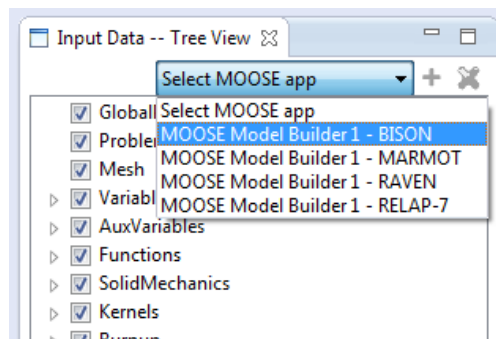 Input Data -- Tree View
Select MOOSE app
Select MOOSE app
MOOSE Model Builder 1 - BISON
MOOSE Model Builder 1 - MARMOT
MOOSE Model Builder 1 - RAVEN
MOOSE Model Builder 1 - RELAP-7
Mesh
AuxVariables
Functions
SolidMechanics
Kernels